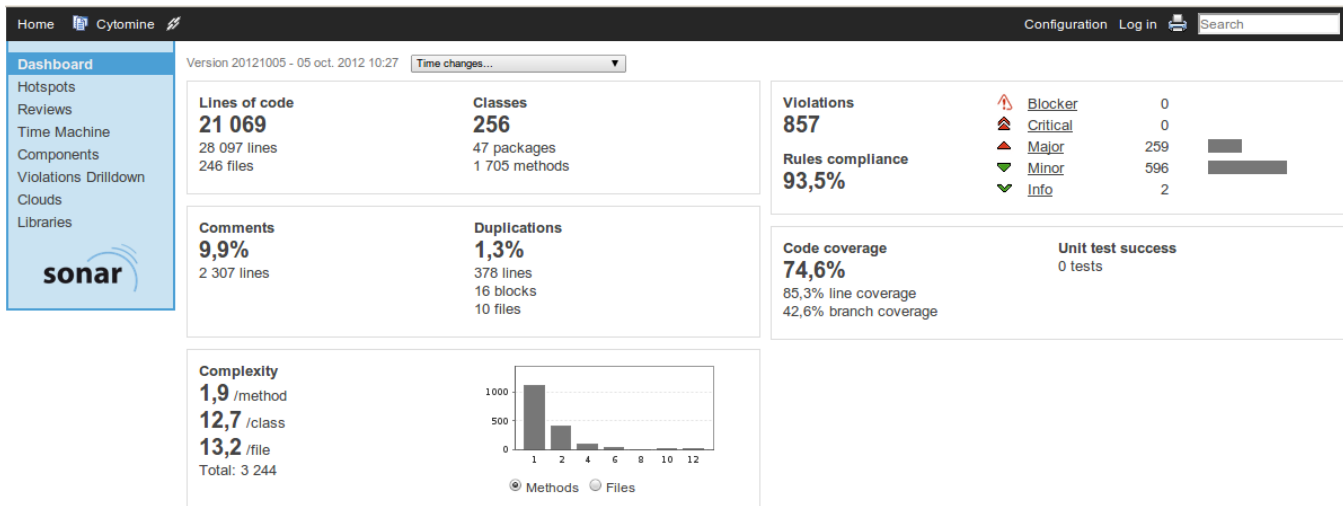 Home Cytomine Configuration Log in Search
Dashboard
Hotspots
Reviews
Time Machine
Components
Violations Drilldown
Clouds
Libraries
sonar
Version 20121005 - 05 oct. 2012 10:27 Time changes...
Lines of code
21 069
28 097 lines
246 files
Classes
256
47 packages
1 705 methods
Comments
9,9%
2 307 lines
Duplications
1,3%
378 lines
16 blocks
10 files
Complexity
1,9 /method
12,7 /class
13,2 /file
Total: 3 244
1000
500
0
1 2 4 6 8 10 12
Methods Files
Violations
857
Rules compliance
93,5%
Blocker 0
Critical 0
Major 259
Minor 596
Info 2
Code coverage
74,6%
85,3% line coverage
42,6% branch coverage
Unit test success
0 tests